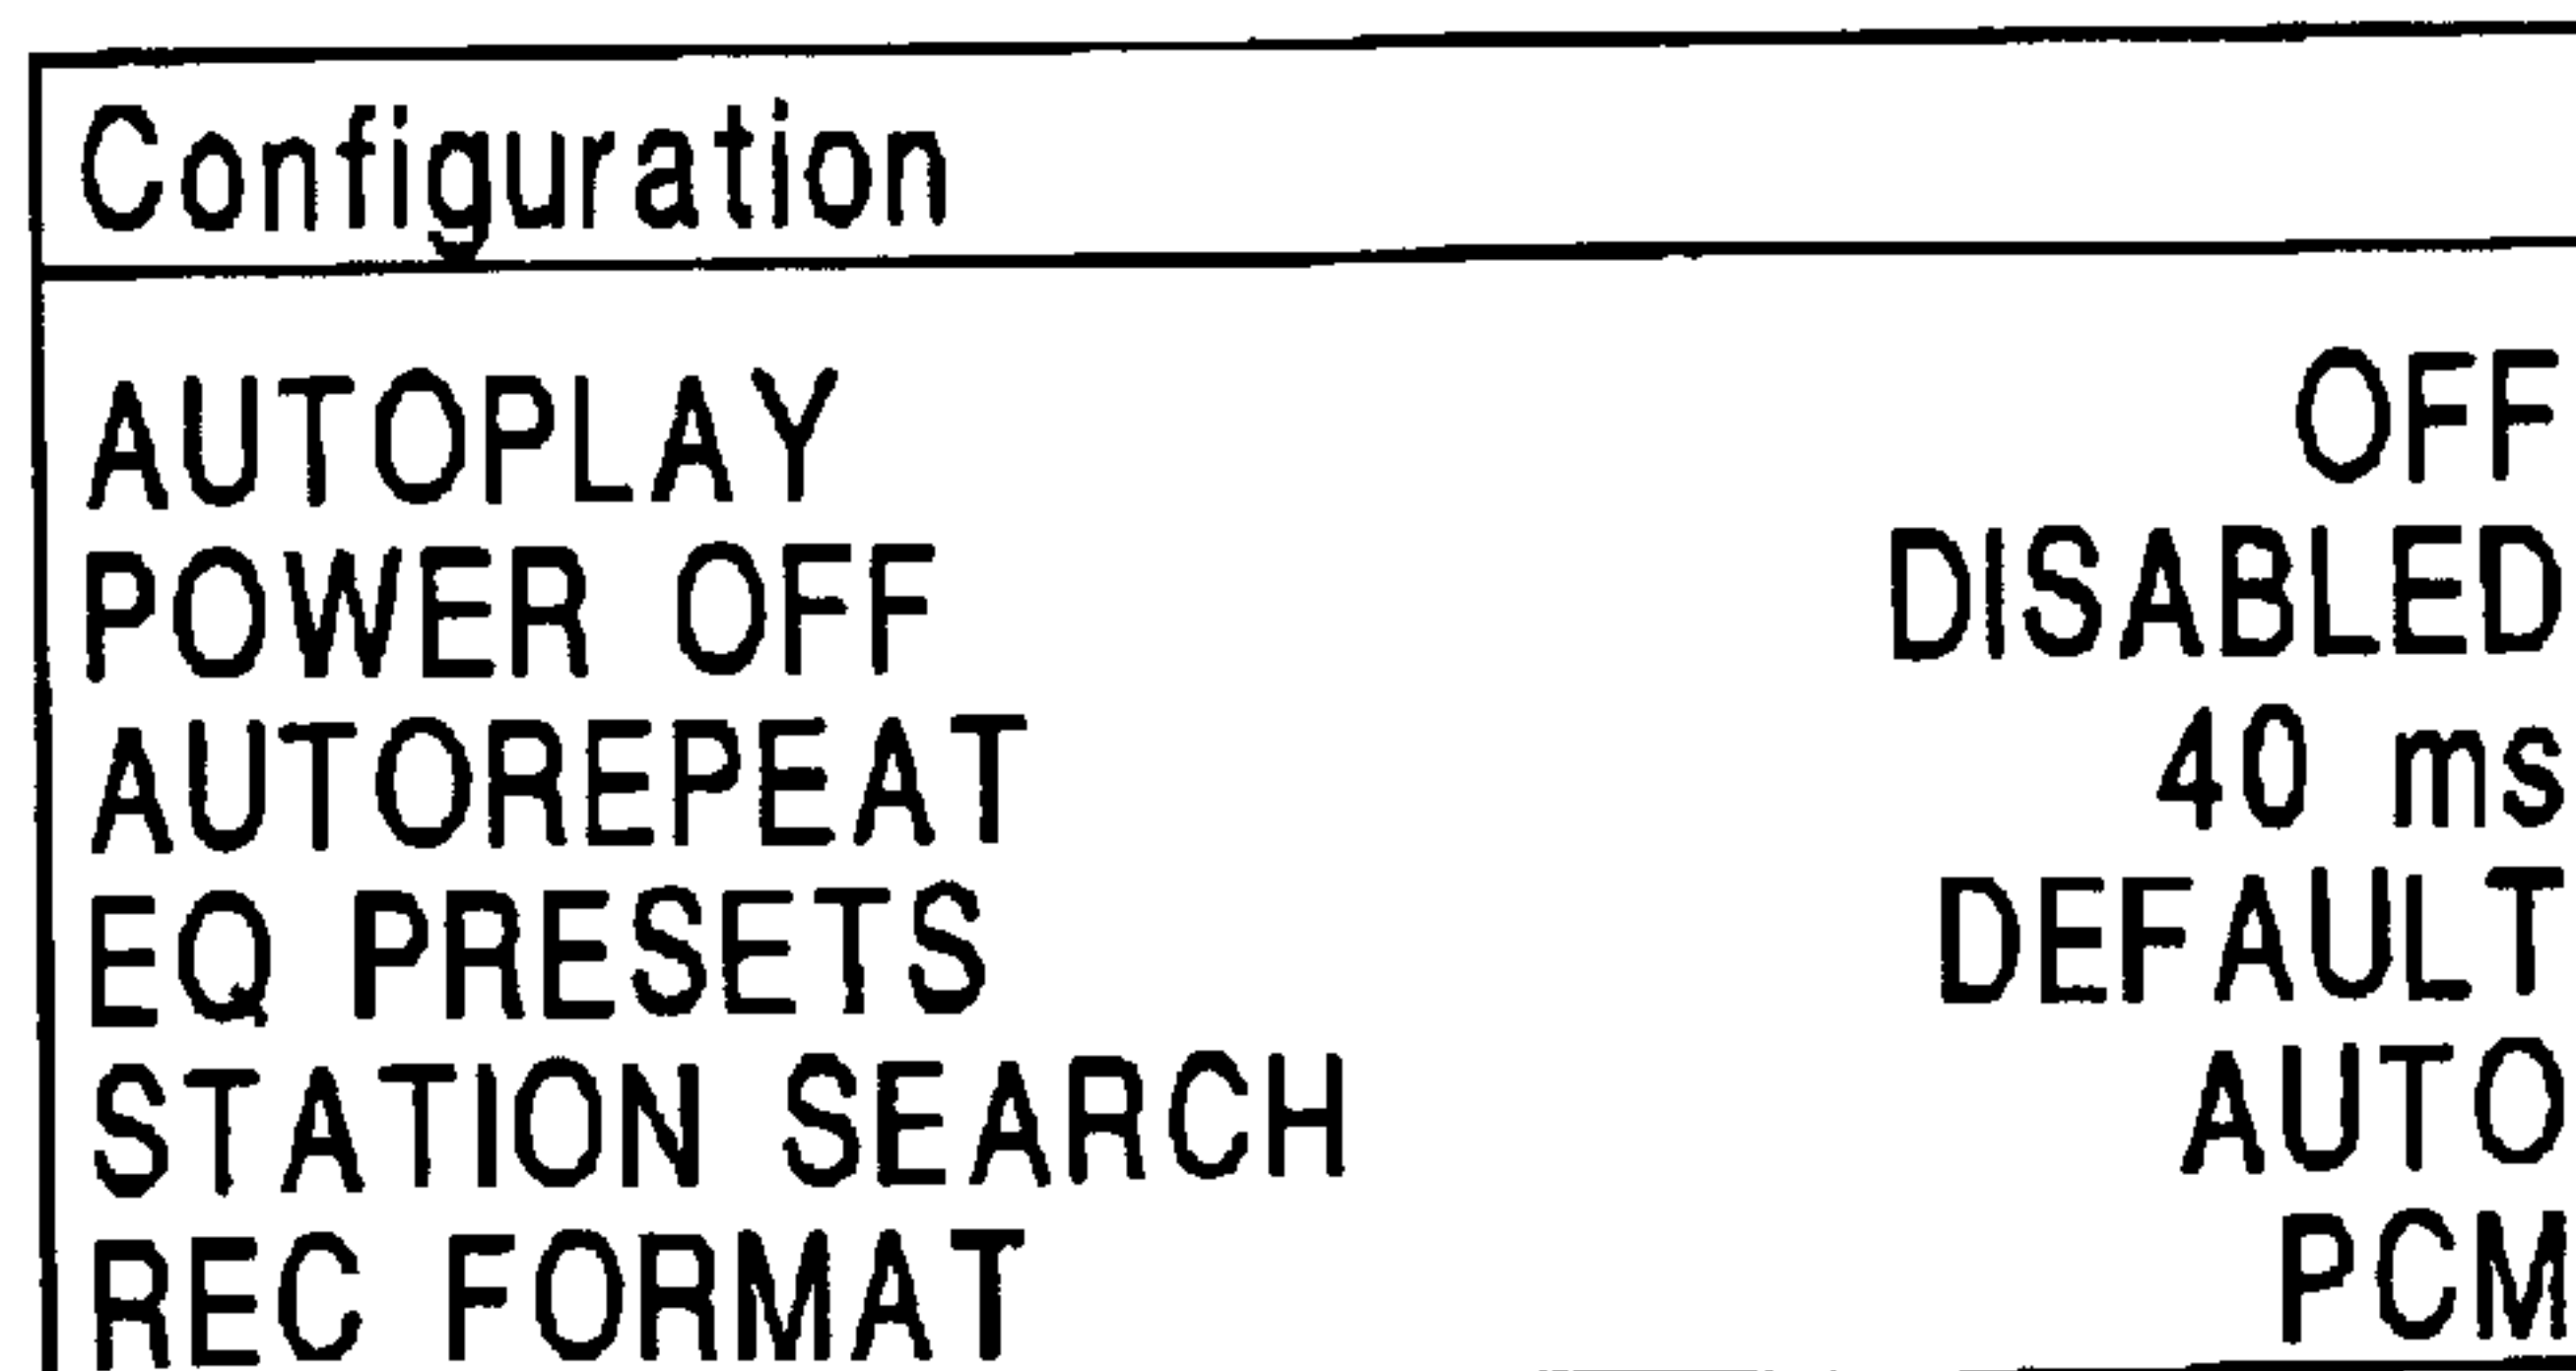 Configuration
AUTOPLAY OFF
POWER OFF DISABLED
AUTOREPEAT 40 ms
EQ PRESETS DEFAULT
STATION SEARCH AUTO
REC FORMAT PCM